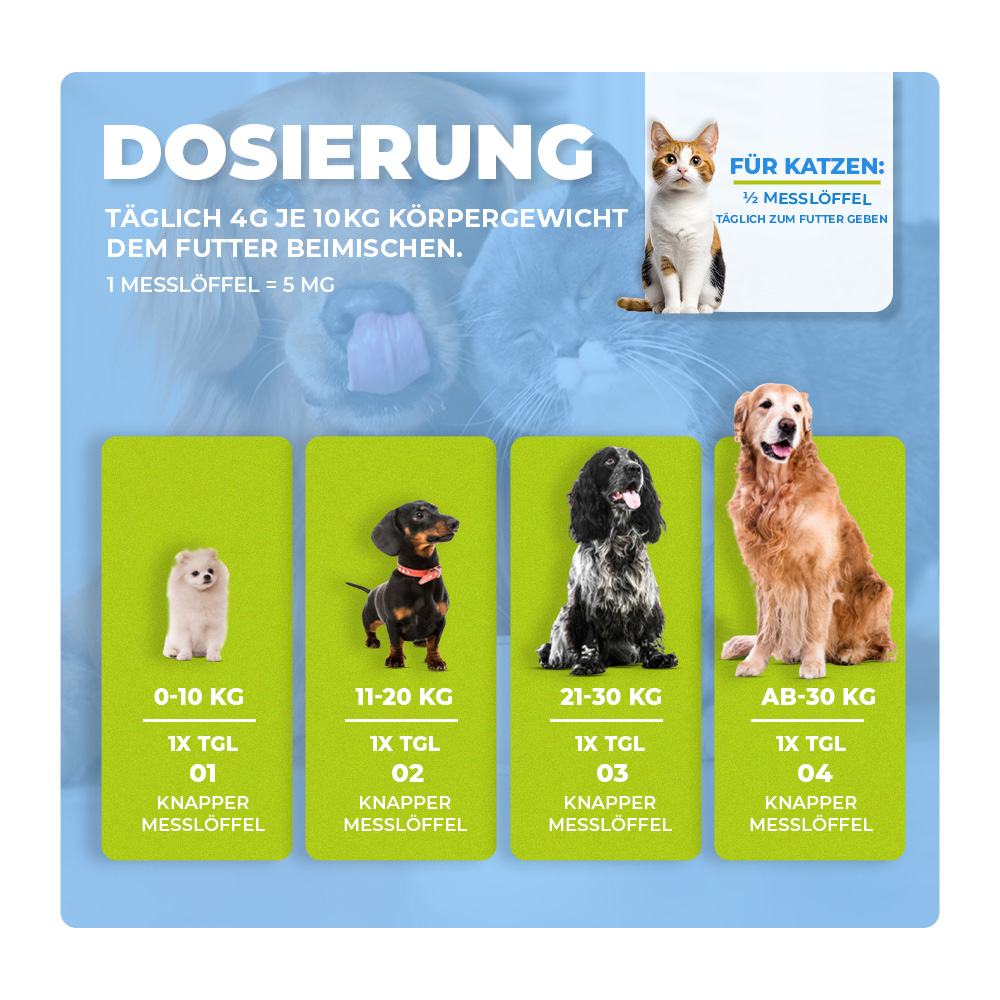 DOSIERUNG
TÄGLICH 4G JE 10KG KÖRPERGEWICHT
DEM FUTTER BEIMISCHEN.
1 MESSLÖFFEL = 5 MG
FÜR KATZEN:
½ MESSLÖFFEL
TÄGLICH ZUM FUTTER GEBEN
0-10 KG
1X TGL
01
KNAPPER
MESSLÖFFEL
11-20 KG
1X TGL
02
KNAPPER
MESSLÖFFEL
21-30 KG
1X TGL
03
KNAPPER
MESSLÖFFEL
AB-30 KG
1X TGL
04
KNAPPER
MESSLÖFFEL